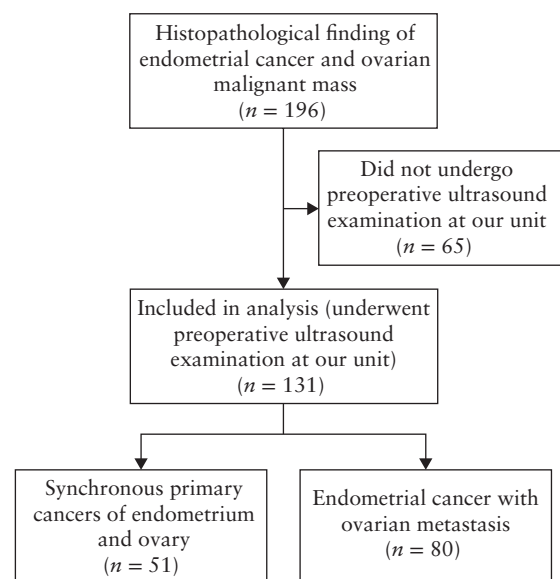 Histopathological finding of
endometrial cancer and ovarian
malignant mass
(n = 196)
Did not undergo
preoperative ultrasound
examination at our unit
(n = 65)
Included in analysis (underwent
preoperative ultrasound
examination at our unit)
(n = 131)
Synchronous primary
cancers of endometrium
and ovary
(n = 51)
Endometrial cancer with
ovarian metastasis
(n = 80)